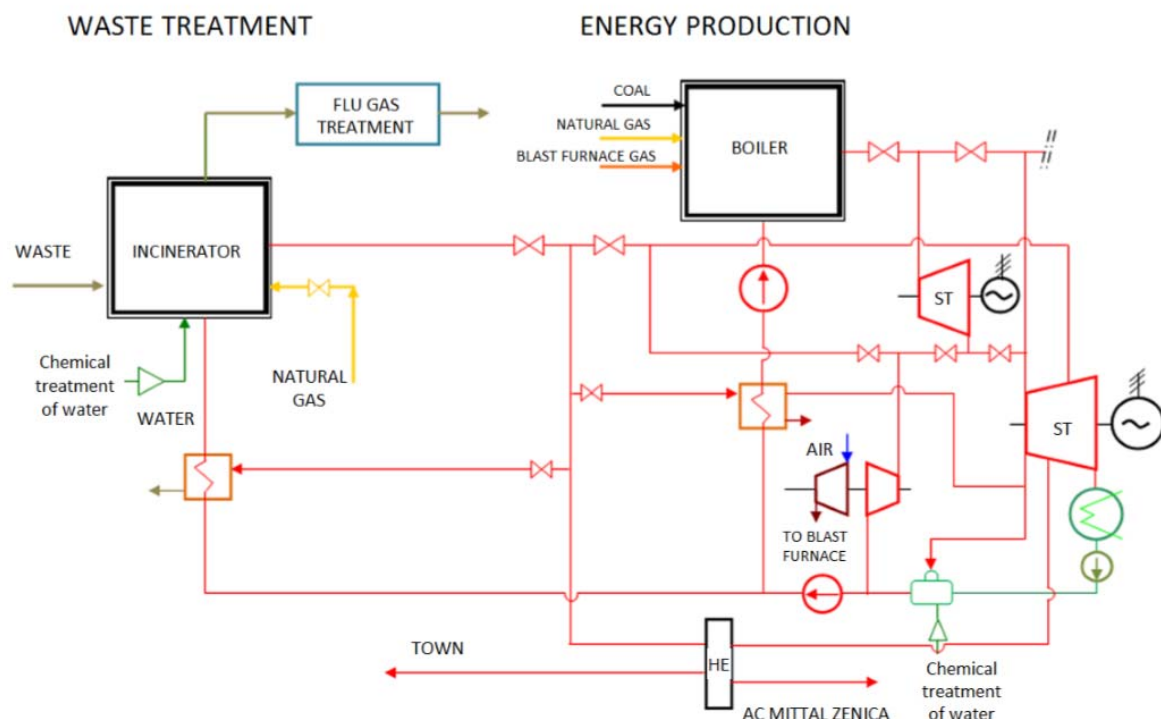 WASTE TREATMENT
ENERGY PRODUCTION
FLU GAS
TREATMENT
COAL
NATURAL GAS
BLAST FURNACE GAS
BOILER
WASTE
INCINERATOR
ST
Chemical
treatment
of water
WATER
NATURAL
GAS
ST
AIR
TO BLAST
FURNACE
TOWN
HE
AC MITTAL ZENICA
Chemical
treatment
of water